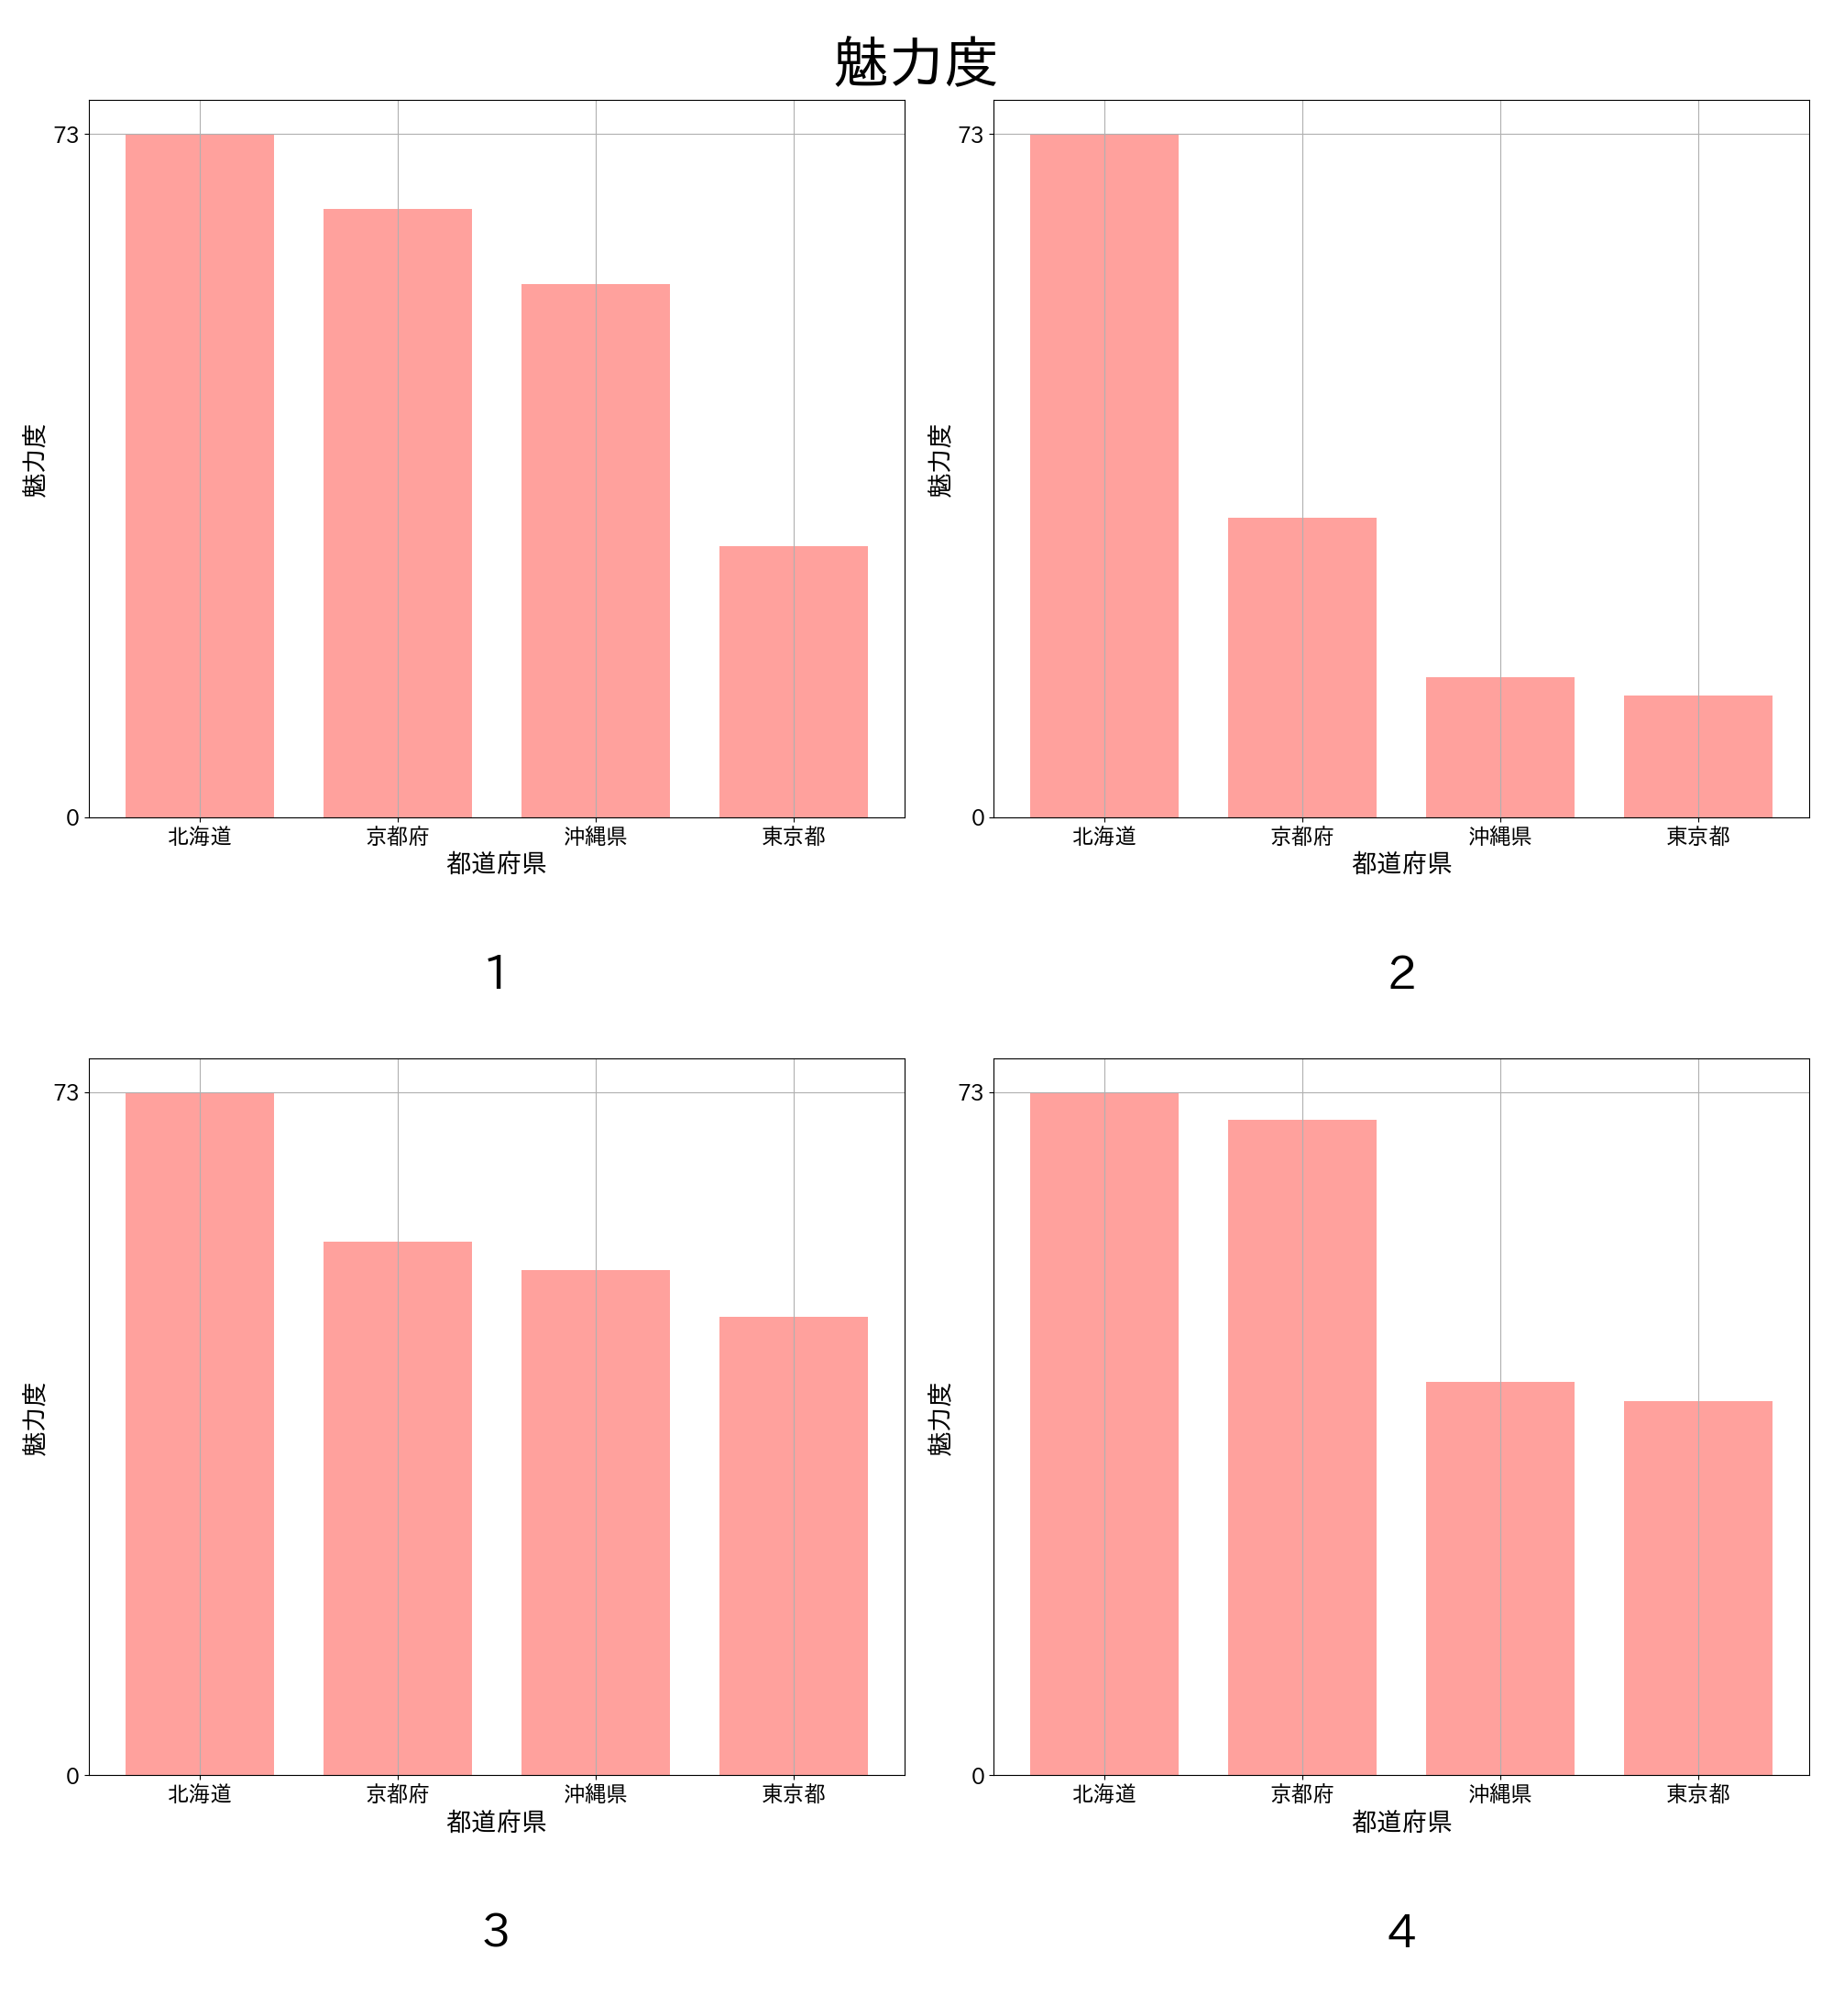 魅力度
73
73
魅力度
魅力度
0
0
北海道 京都府 沖縄県 東京都
北海道 京都府 沖縄県 東京都
都道府県
都道府県
1
2
73
73
魅力度
魅力度
0
0
北海道 京都府 沖縄県 東京都
北海道 京都府 沖縄県 東京都
都道府県
都道府県
3
4